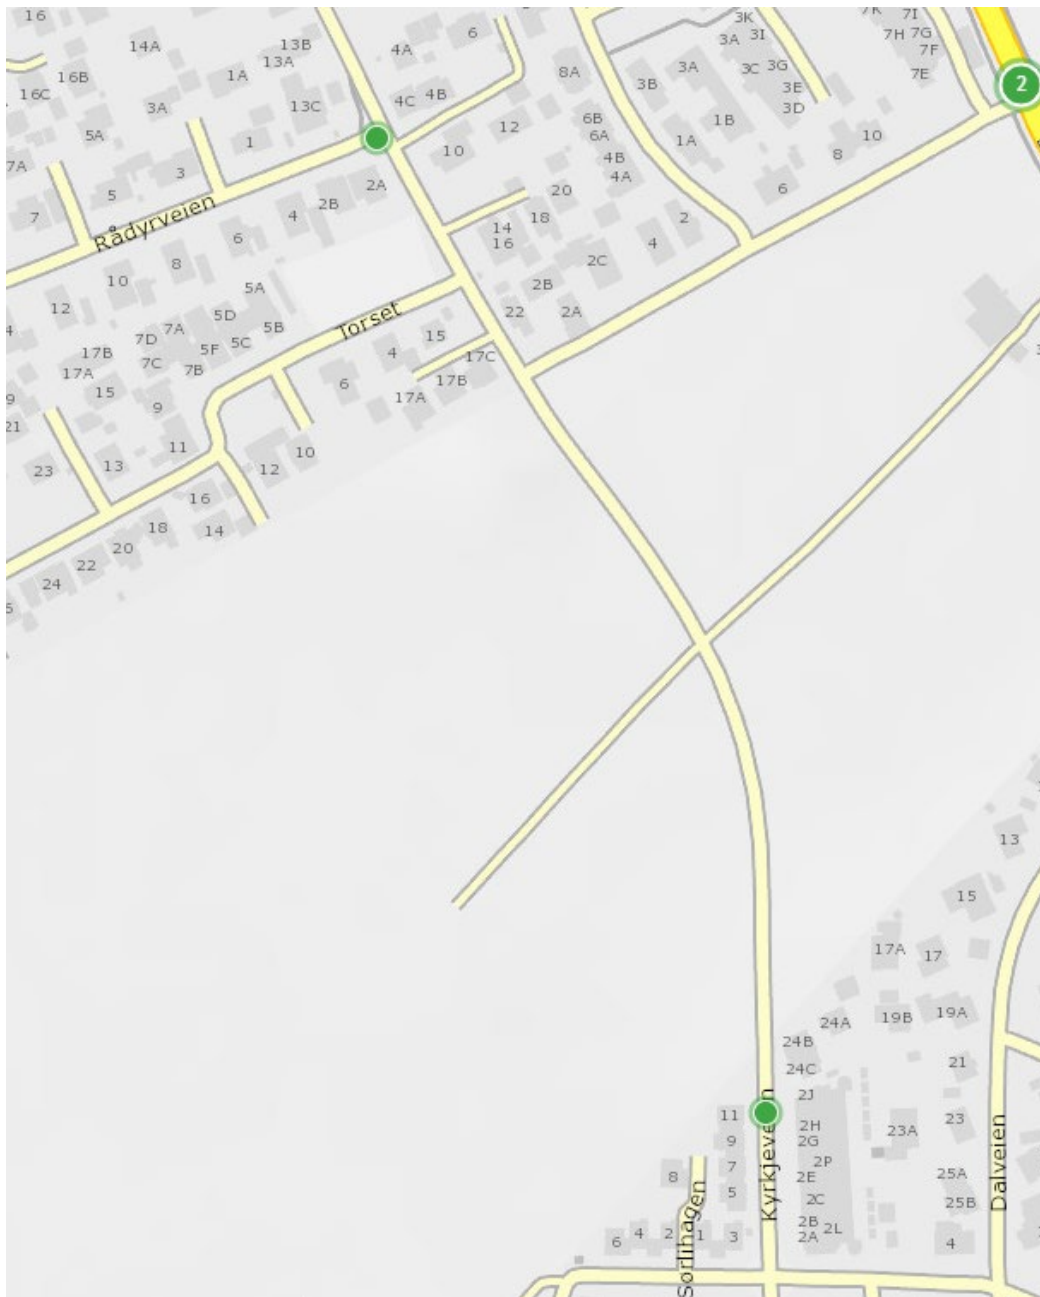 16
14A
13B
13A
4A
6
3K
3I
3A
7K
7I
7H
7G
7F
7E
2
16B
16C
1A
3A
13C
4C
4B
8A
3B
3A
3C
3G
3E
3D
5A
1
12
10
6B
6A
4B
4A
1A
1B
8
10
7A
5
3
2A
2B
4
20
6
7
Rådyrveien
6
14
16
18
2
4
2C
8
10
5A
12
2B
2A
22
5D
5B
Torset
15
4
17C
7A
7D
5C
5F
7C
7B
17B
17A
15
6
17B
17A
9
9
21
11
10
12
23
13
16
14
18
20
22
24
13
15
17A
17
24A
19B
19A
24B
24C
21
2J
11
Kyrkjeveien
2H
2G
23
23A
9
7
2P
2E
25A
8
5
2C
25B
Dalveien
Sorlihagen
6
4
2
1
3
2B
2L
2A
4